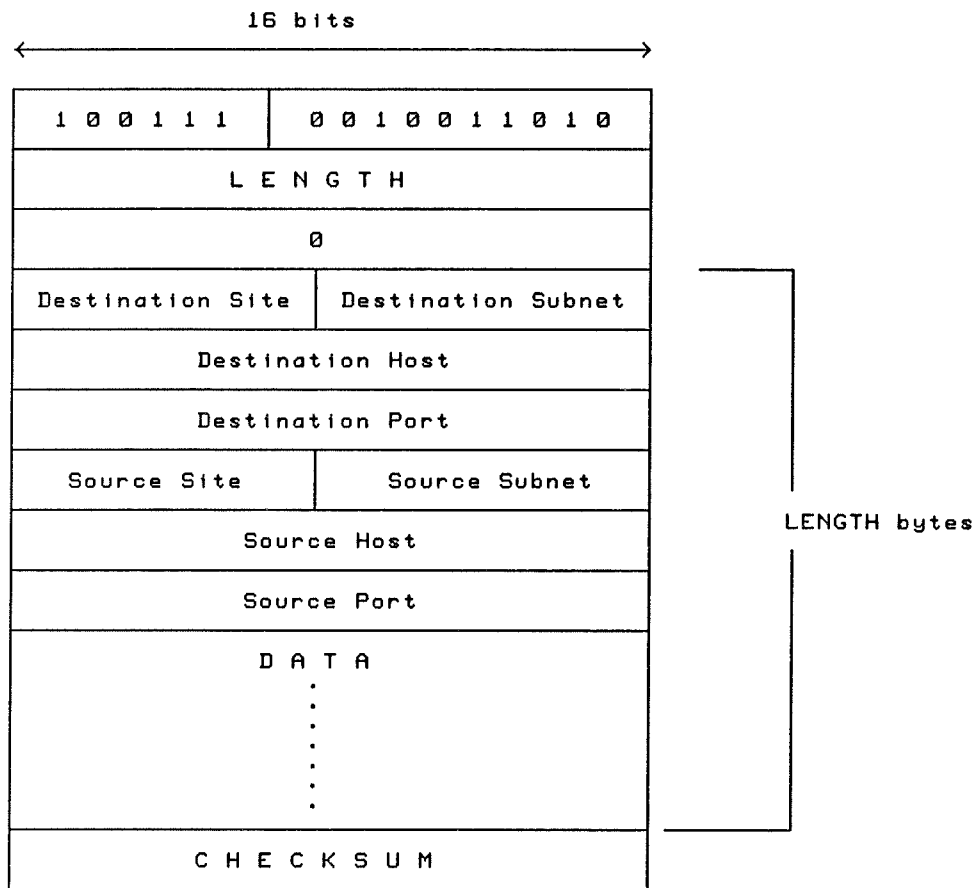 16 bits
1 0 0 1 1 1 0 0 1 0 0 1 1 0 1 0
L E N G T H
0
Destination Site Destination Subnet
Destination Host
Destination Port
Source Site Source Subnet
Source Host
LENGTH bytes
Source Port
D A T A
C H E C K S U M